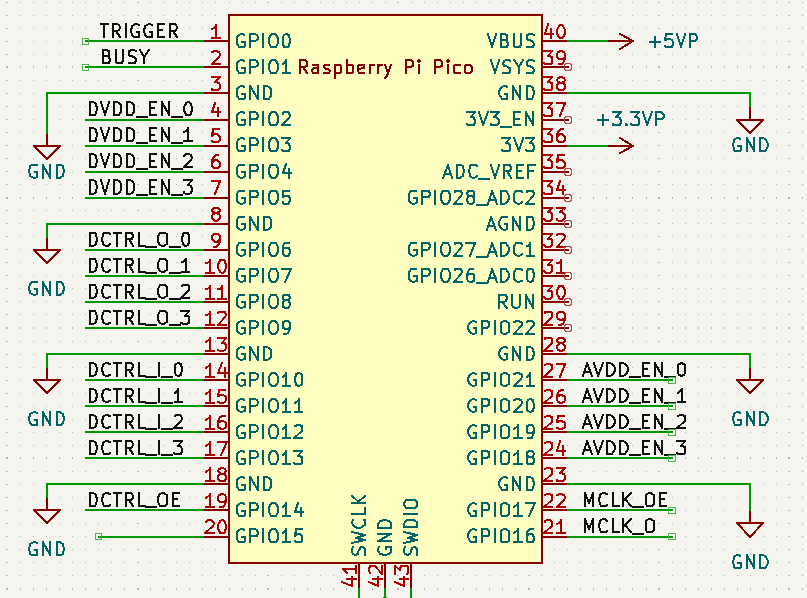 TRIGGER 1 GPIO0 VBUS 40 +5VP
BUSY 2 GPIO1 Raspberry Pi Pico VSYS 39
3 GND GND 38
DVDD_EN_0 4 GPIO2 3V3_EN 37 +3.3VP
DVDD_EN_1 5 GPIO3 3V3 36 GND
GND DVDD_EN_2 6 GPIO4 ADC_VREF 35
DVDD_EN_3 7 GPIO5 GPIO28_ADC2 34
8 GND AGND 33
DCTRL_O_0 9 GPIO6 GPIO27_ADC1 32
DCTRL_O_1 10 GPIO7 GPIO26_ADC0 31
GND DCTRL_O_2 11 GPIO8 RUN 30
DCTRL_O_3 12 GPIO9 GPIO22 29
13 GND GND 28
DCTRL_I_0 14 GPIO10 GPIO21 27 AVDD_EN_0
DCTRL_I_1 15 GPIO11 GPIO20 26 AVDD_EN_1
GND DCTRL_I_2 16 GPIO12 GPIO19 25 AVDD_EN_2 GND
DCTRL_I_3 17 GPIO13 GPIO18 24 AVDD_EN_3
18 GND GND 23
DCTRL_OE 19 GPIO14 GPIO17 22 MCLK_OE
20 GPIO15 GPIO16 21 MCLK_O
GND GND
SWCLK GND SWDIO
41 42 43